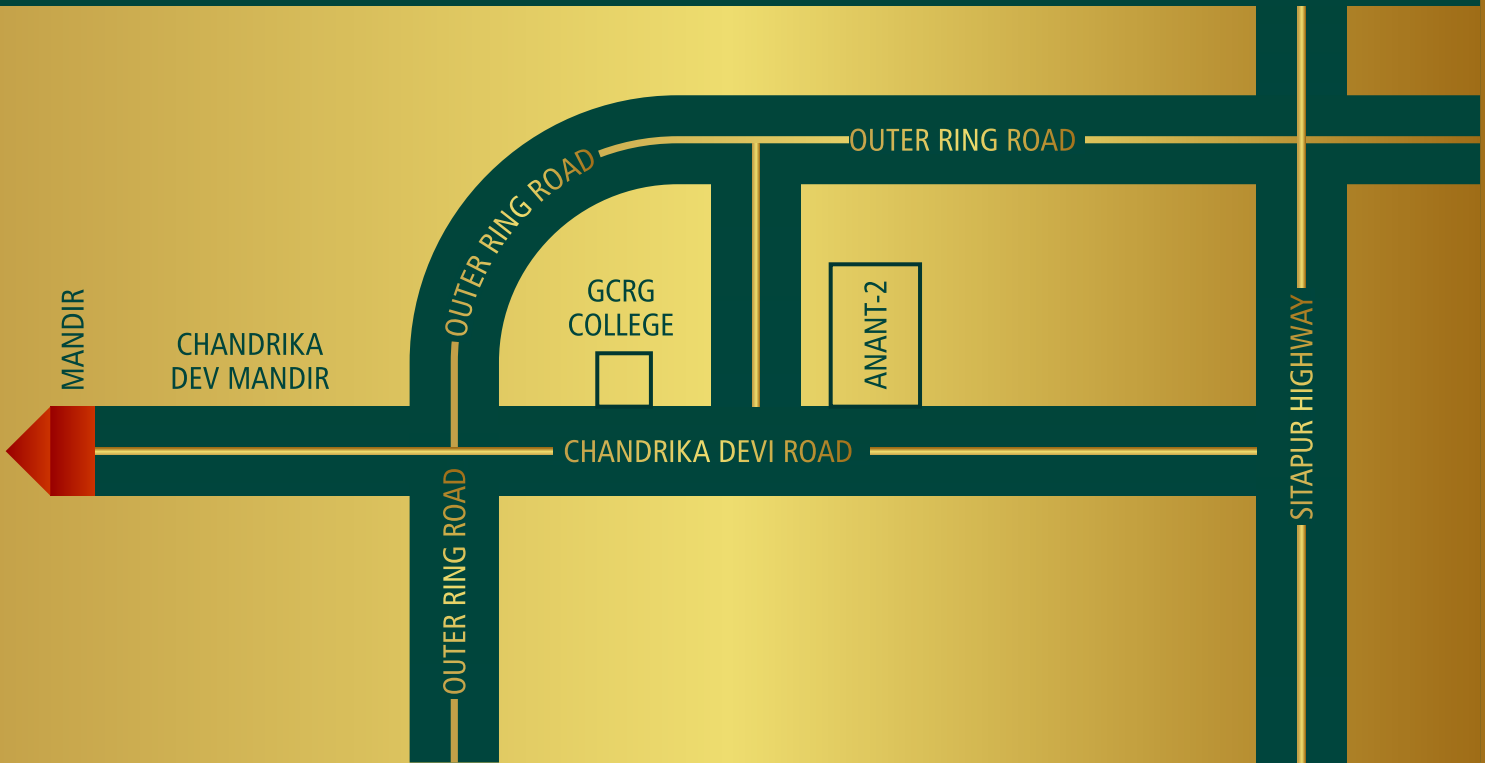 OUTER RING ROAD
OUTER RING ROAD
GCRG
COLLEGE
ANANT-2
MANDIR
CHANDRIKA
DEV MANDIR
SITAPUR HIGHWAY
CHANDRIKA DEVI ROAD
OUTER RING ROAD